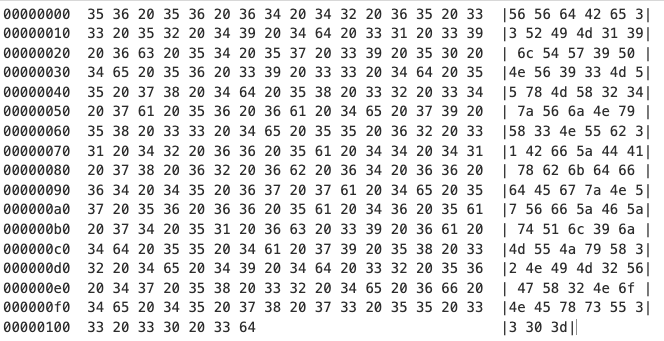 00000000 35 36 20 35 36 20 36 34 20 34 32 20 36 35 20 33 |56 56 64 42 65 3|
00000010 33 20 35 32 20 34 39 20 34 64 20 33 31 20 33 39 |3 52 49 4d 31 39|
00000020 20 36 63 20 35 34 20 35 37 20 33 39 20 35 30 20 | 6c 54 57 39 50 |
00000030 34 65 20 35 36 20 33 39 20 33 33 20 34 64 20 35 |4e 56 39 33 4d 5|
00000040 35 20 37 38 20 34 64 20 35 38 20 33 32 20 33 34 |5 78 4d 58 32 34|
00000050 20 37 61 20 35 36 20 36 61 20 34 65 20 37 39 20 | 7a 56 6a 4e 79 |
00000060 35 38 20 33 33 20 34 65 20 35 35 20 36 32 20 33 |58 33 4e 55 62 3|
00000070 31 20 34 32 20 36 36 20 35 61 20 34 34 20 34 31 |1 42 66 5a 44 41|
00000080 20 37 38 20 36 32 20 36 62 20 36 34 20 36 36 20 | 78 62 6b 64 66 |
00000090 36 34 20 34 35 20 36 37 20 37 61 20 34 65 20 35 |64 45 67 7a 4e 5|
000000a0 37 20 35 36 20 36 36 20 35 61 20 34 36 20 35 61 |7 56 66 5a 46 5a|
000000b0 20 37 34 20 35 31 20 36 63 20 33 39 20 36 61 20 | 74 51 6c 39 6a |
000000c0 34 64 20 35 35 20 34 61 20 37 39 20 35 38 20 33 |4d 55 4a 79 58 3|
000000d0 32 20 34 65 20 34 39 20 34 64 20 33 32 20 35 36 |2 4e 49 4d 32 56|
000000e0 20 34 37 20 35 38 20 33 32 20 34 65 20 36 66 20 | 47 58 32 4e 6f |
000000f0 34 65 20 34 35 20 37 38 20 37 33 20 35 35 20 33 |4e 45 78 73 55 3|
00000100 33 20 33 30 20 33 64 |3 30 3d|